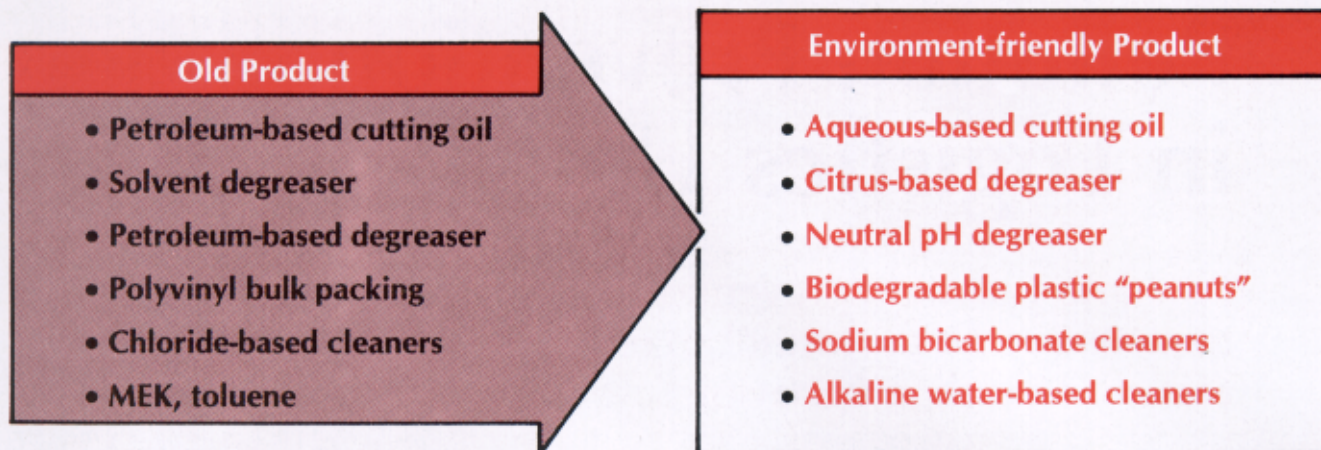 Old Product
• Petroleum-based cutting oil
• Solvent degreaser
• Petroleum-based degreaser
• Polyvinyl bulk packing
• Chloride-based cleaners
• MEK, toluene
Environment-friendly Product
• Aqueous-based cutting oil
• Citrus-based degreaser
• Neutral pH degreaser
• Biodegradable plastic “peanuts”
• Sodium bicarbonate cleaners
• Alkaline water-based cleaners